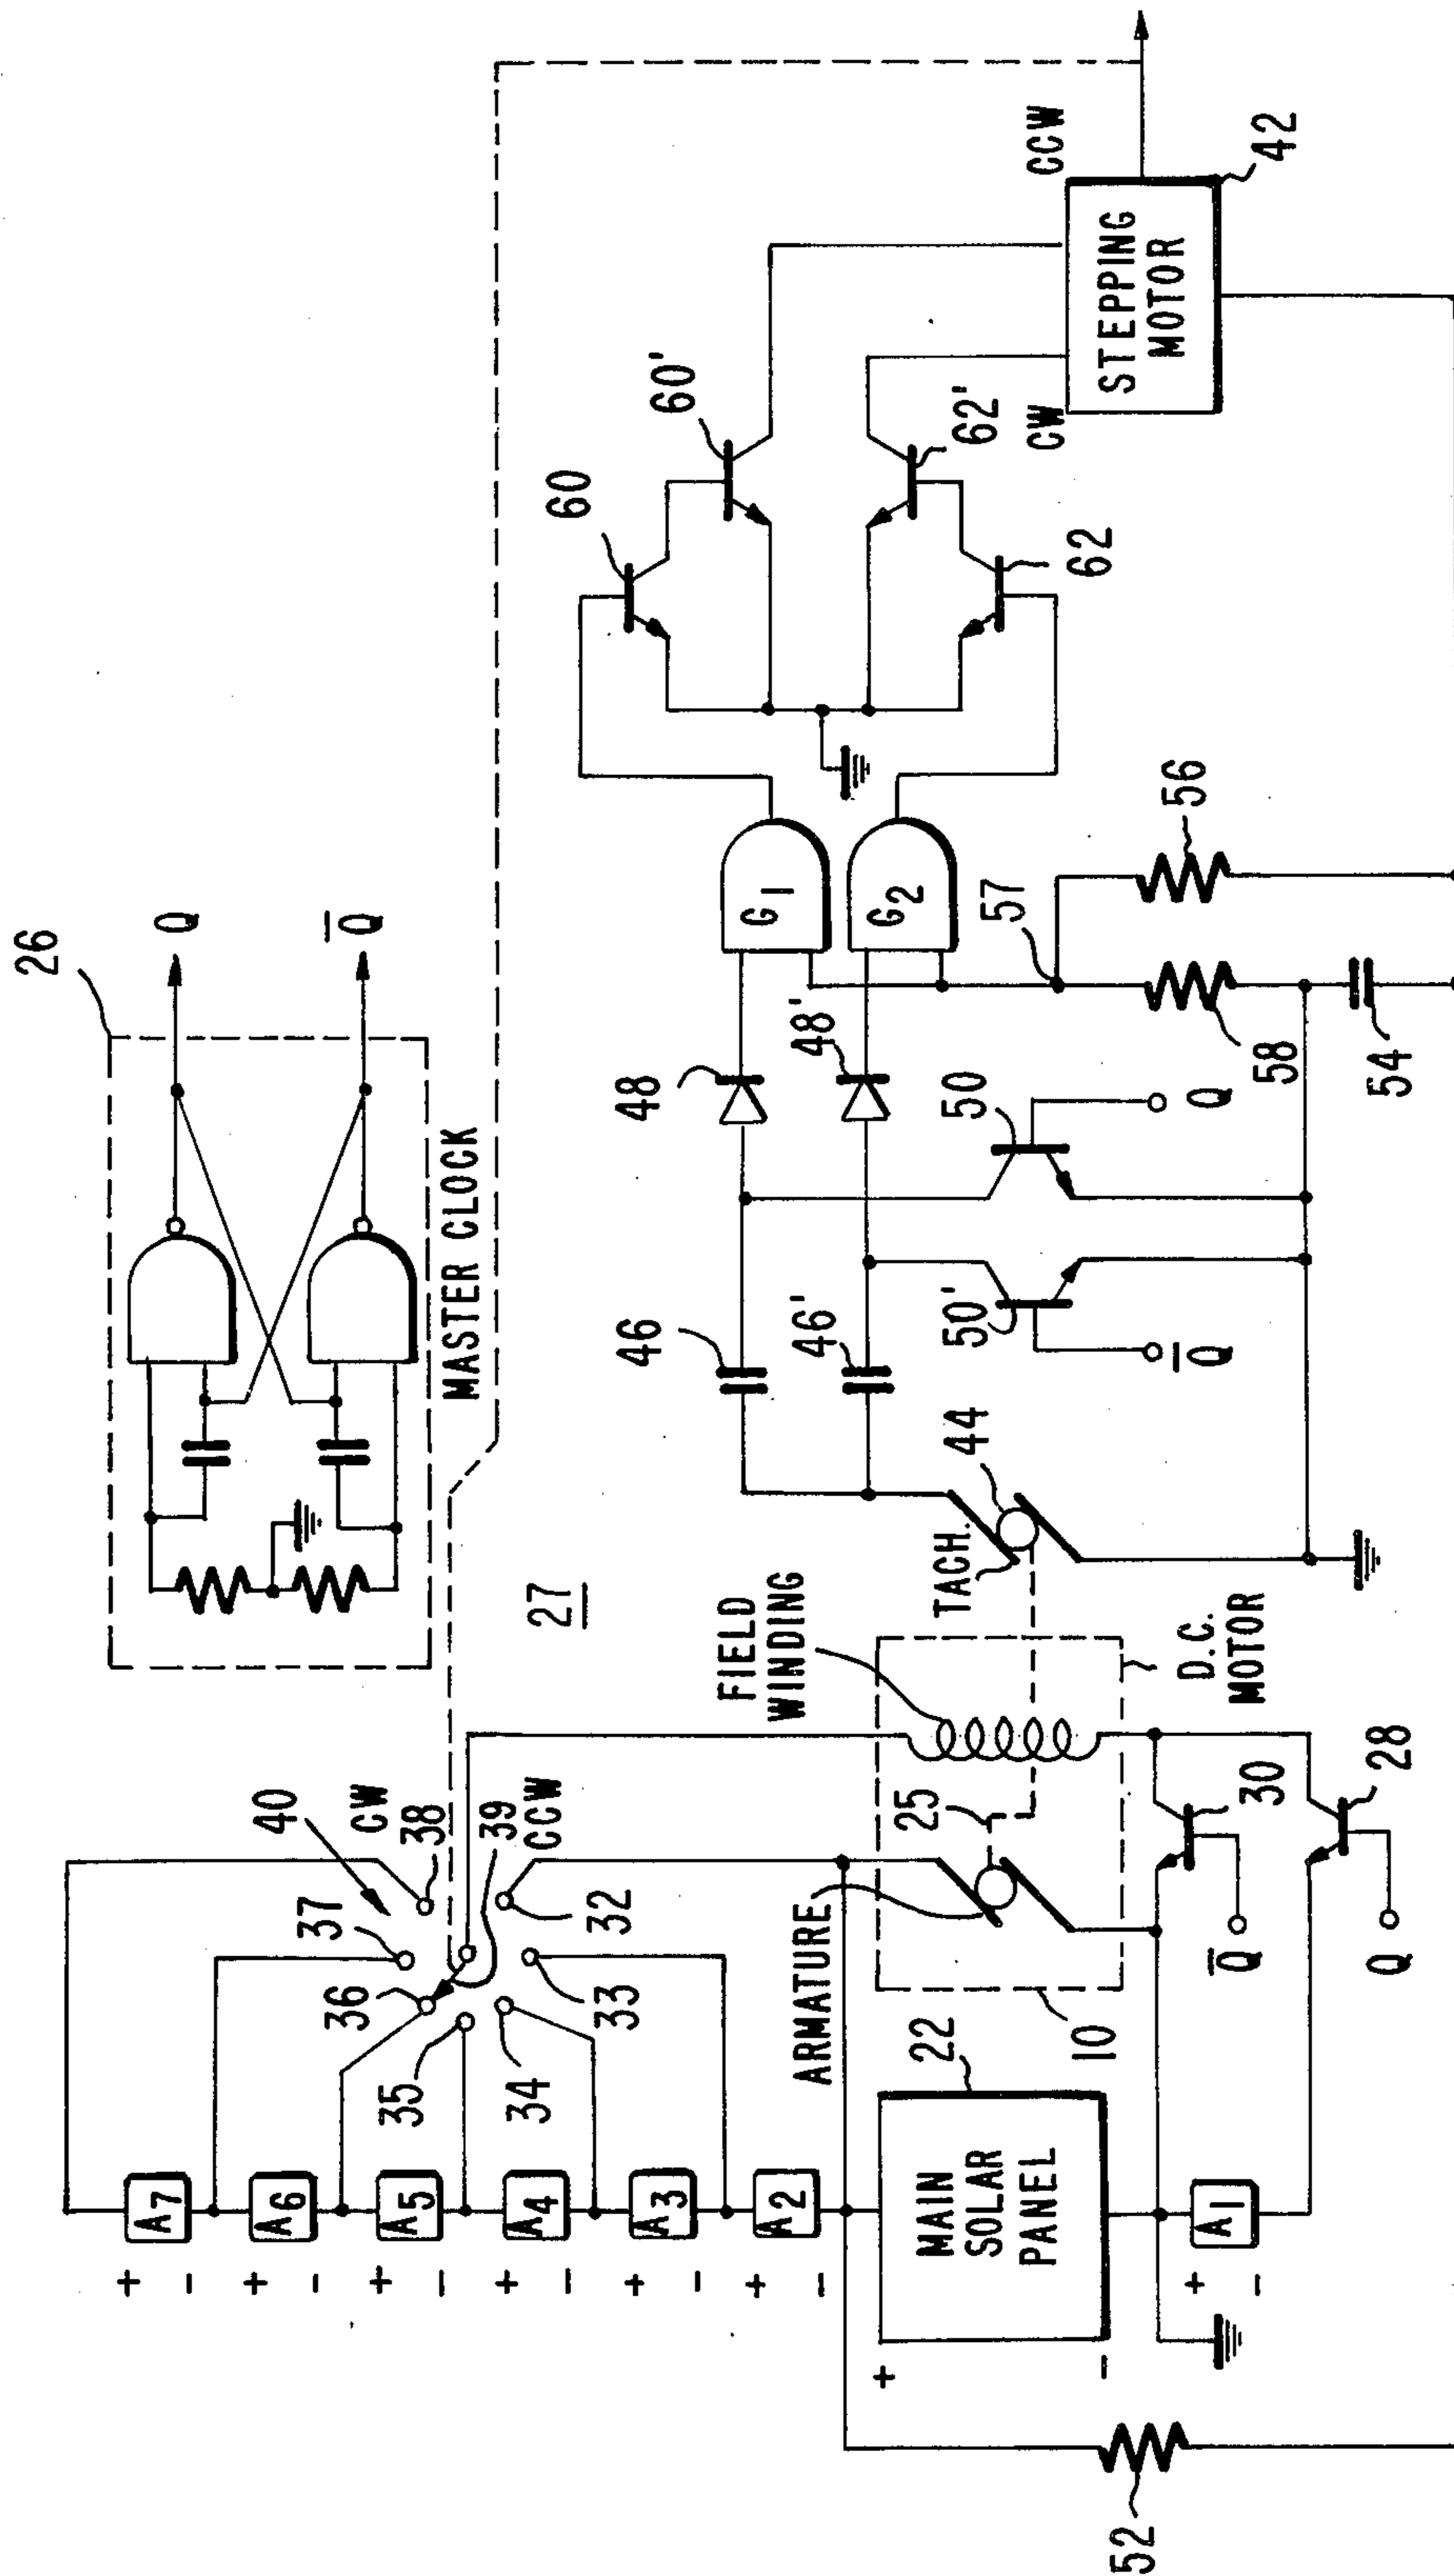 26
Q
Q̅
MASTER CLOCK
27
40
CW
37
38
36
39
CCW
35
34
33
32
A7
A6
A5
A4
A3
A2
A1
+
-
+
-
+
-
+
-
+
-
+
-
+
-
+
-
MAIN
SOLAR
PANEL
22
52
ARMATURE
10
25
FIELD
WINDING
D.C.
MOTOR
30
28
Q̅
Q
TACH.
44
46
46'
48
48'
50
50'
Q
Q̅
G1
G2
57
58
56
54
60
60'
62
62'
CW
CCW
STEPPING
MOTOR
42